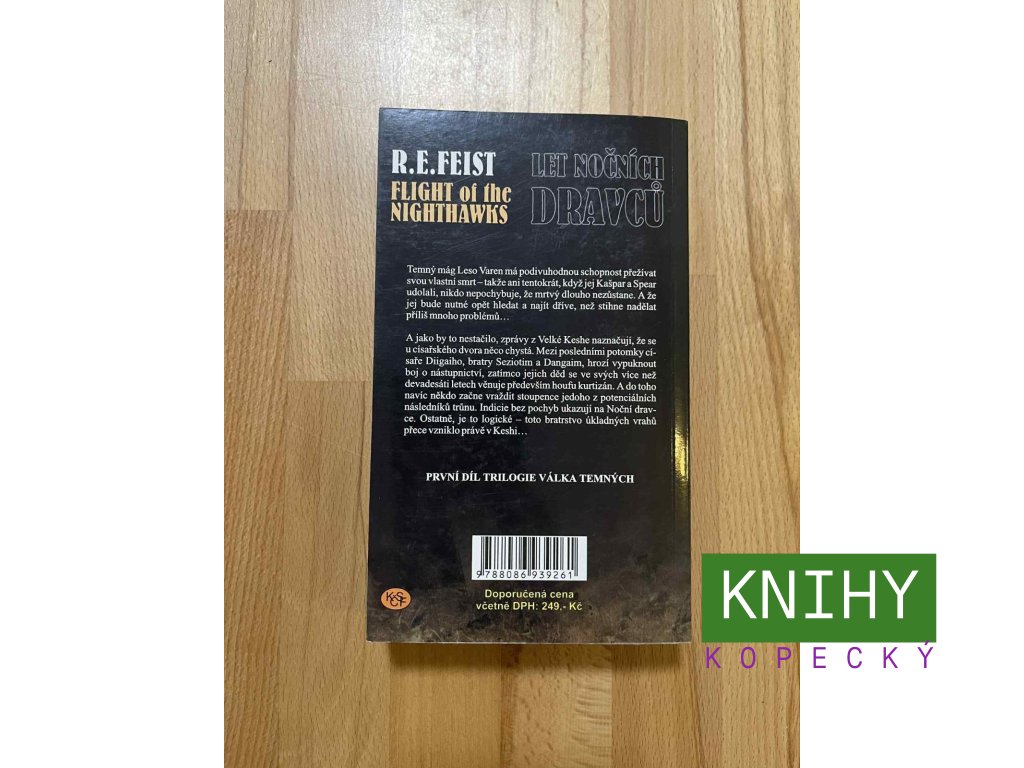 R.E.FEIST
FLIGHT of the
NIGHTHAWKS
LET NOČNÍCH
DRAVCŮ
Temný mág Leso Varen má podivuhodnou schopnost přežívat
svou vlastní smrt – takže ani tentokrát, když jej Kašpar a Spear
udolali, nikdo nepochybuje, že mrtvý dlouho nezůstane. A že
jej bude nutné opět hledat a najít dříve, než stihne nadělat
příliš mnoho problémů…
A jako by to nestačilo, zprávy z Velké Keshe naznačují, že se
u císařského dvora něco chystá. Mezi posledními potomky cí-
saře Diigaiho, bratry Seziotim a Dangaim, hrozí vypuknout
boj o nástupnictví, zatímco jejich děd se ve svých více než
devadesáti letech věnuje především houfu kurtizán. A do toho
navíc někdo začne vraždit stoupence jedoho z potenciálních
následníků trůnu. Indicie bez pochyb ukazují na Noční drav-
ce. Ostatně, je to logické – toto bratrstvo úkladných vrahů
přece vzniklo právě v Keshi…
PRVNÍ DÍL TRILOGIE VÁLKA TEMNÝCH
9788086939261
Doporučená cena
včetně DPH: 249,- Kč
KNIHY
KOPECKÝ